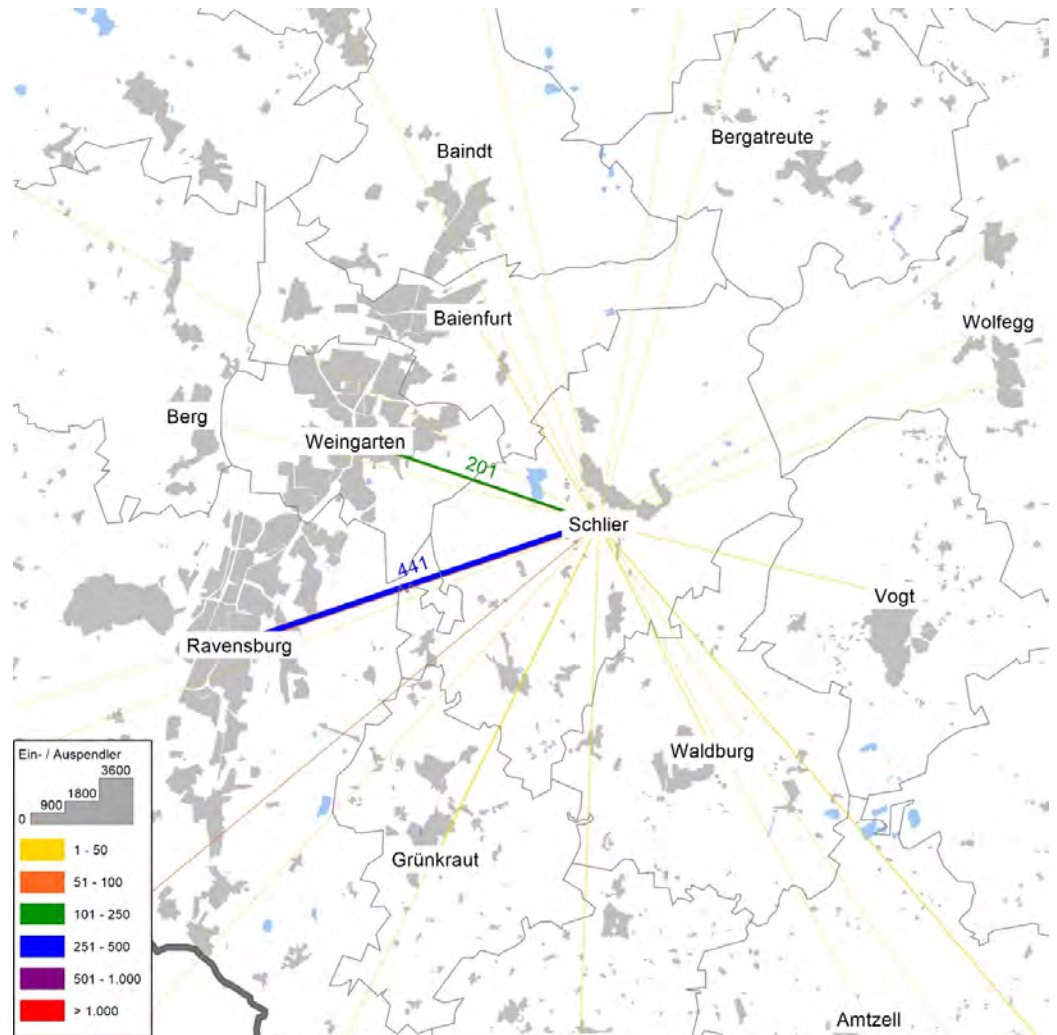 Bergatreute
Baindt
Baienfurt
Wolfegg
Berg
Weingarten
201
Schlier
441
Vogt
Ravensburg
Waldburg
Grünkraut
Amtzell
Ein- / Auspendler
3600
1800
900
0
1 - 50
51 - 100
101 - 250
251 - 500
501 - 1.000
> 1.000